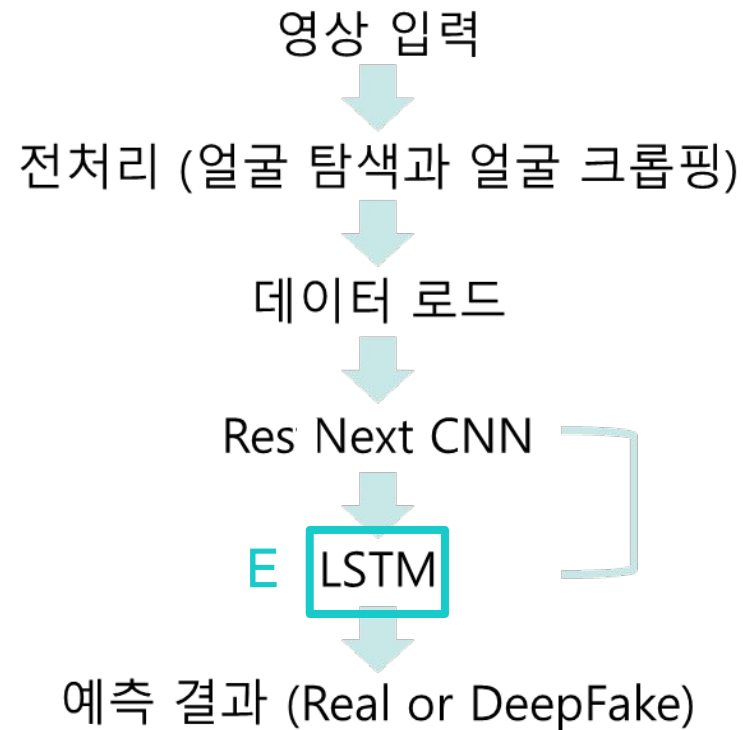 영상 입력
전처리 (얼굴 탐색과 얼굴 크롭핑)
데이터 로드
Res Next CNN
E LSTM
예측 결과 (Real or DeepFake)